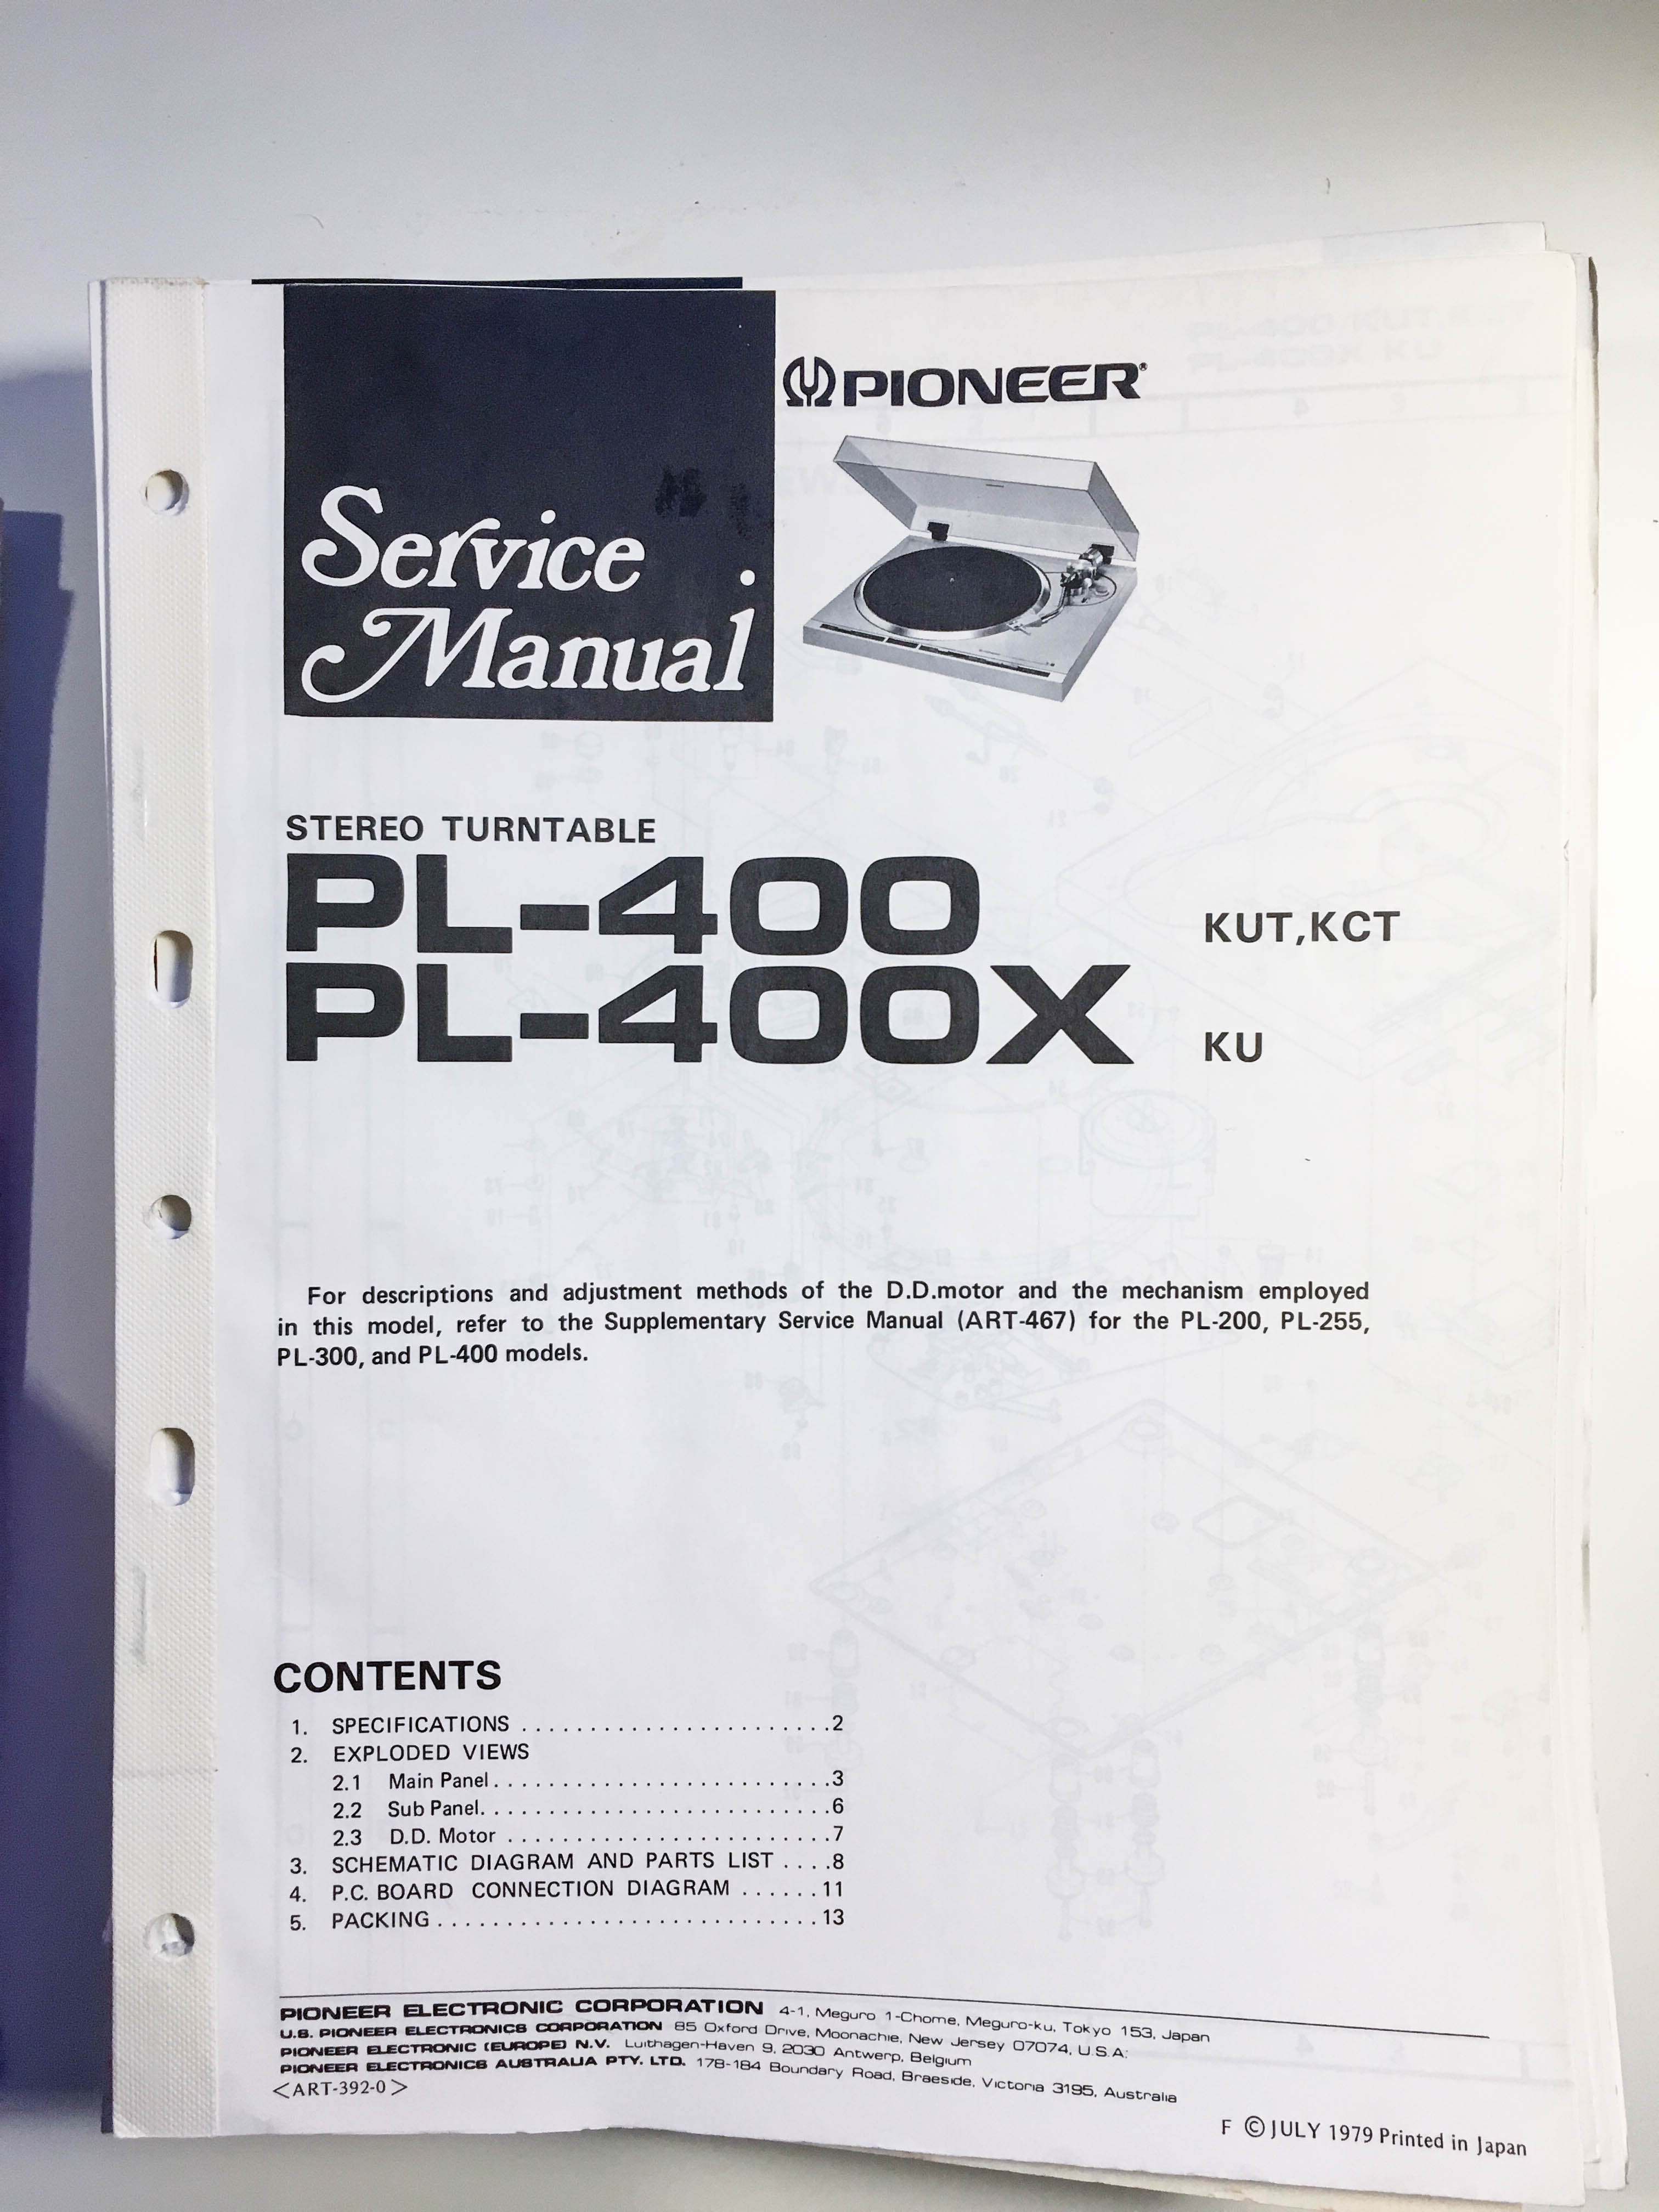 PIONEER®
Service
Manual
STEREO TURNTABLE
PL-400 KUT,KCT
PL-400X KU
For descriptions and adjustment methods of the D.D.motor and the mechanism employed
in this model, refer to the Supplementary Service Manual (ART-467) for the PL-200, PL-255,
PL-300, and PL-400 models.
CONTENTS
1. SPECIFICATIONS . . . . . . . . . . . . . . . . . . . . . . . 2
2. EXPLODED VIEWS
2.1 Main Panel. . . . . . . . . . . . . . . . . . . . . . . . . 3
2.2 Sub Panel. . . . . . . . . . . . . . . . . . . . . . . . . . 6
2.3 D.D. Motor . . . . . . . . . . . . . . . . . . . . . . . . 7
3. SCHEMATIC DIAGRAM AND PARTS LIST . . . . 8
4. P.C. BOARD CONNECTION DIAGRAM . . . . . . 11
5. PACKING . . . . . . . . . . . . . . . . . . . . . . . . . . . . 13
PIONEER ELECTRONIC CORPORATION 4-1, Meguro 1-Chome, Meguro-ku, Tokyo 153, Japan
U.S. PIONEER ELECTRONICS CORPORATION 85 Oxford Drive, Moonachie, New Jersey 07074, U.S.A.
PIONEER ELECTRONIC (EUROPE) N.V. Luithagen-Haven 9, 2030 Antwerp, Belgium
PIONEER ELECTRONICS AUSTRALIA PTY. LTD. 178-184 Boundary Road, Braeside, Victoria 3195, Australia
<ART-392-0>
F © JULY 1979 Printed in Japan